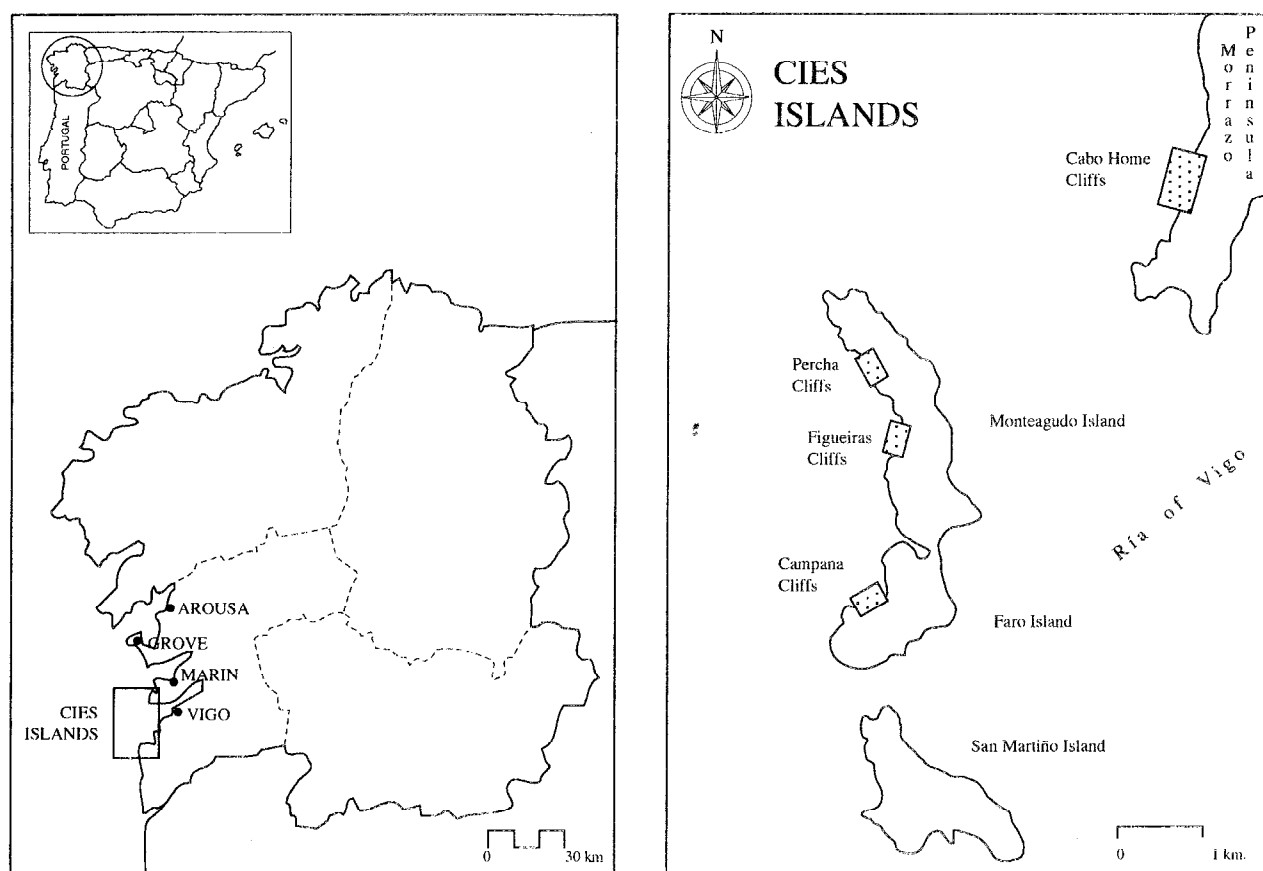 PORTUGAL
AROUSA
GROVE
MARIN
CIES
ISLANDS
VIGO
0 30 km
N
CIES
ISLANDS
Morrazo
Peninsula
Cabo Home
Cliffs
Percha
Cliffs
Monteagudo Island
Figueiras
Cliffs
Ría of Vigo
Campana
Cliffs
Faro Island
San Martiño Island
0 1 km.